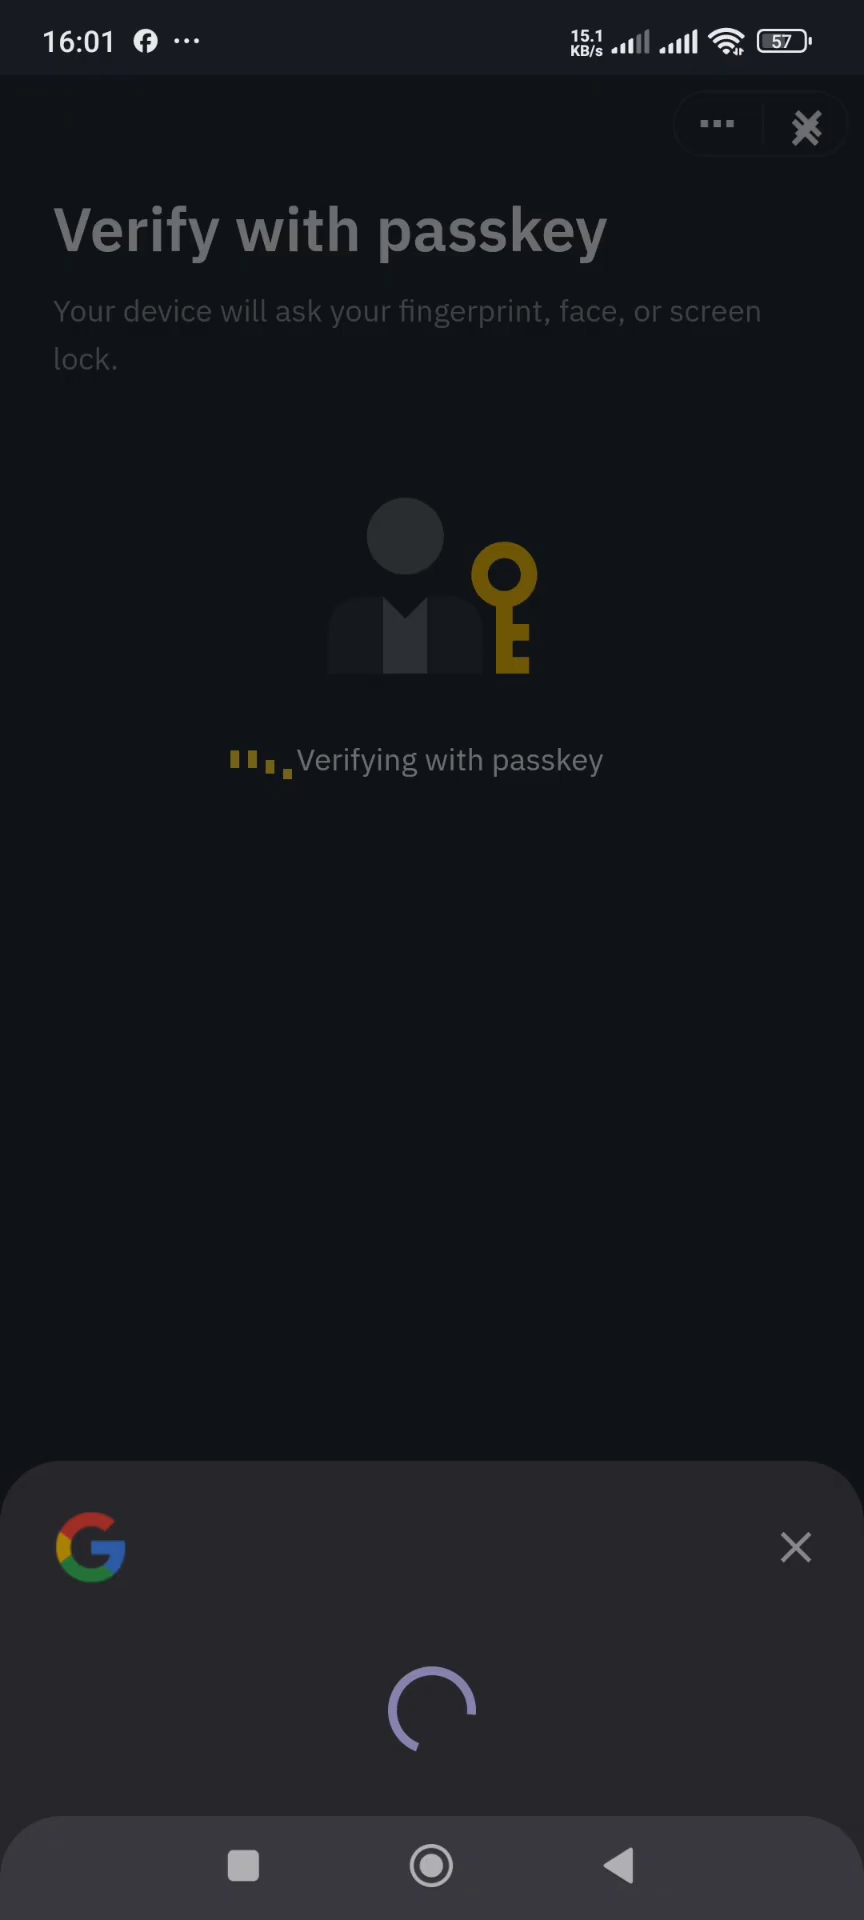 16:01
15.1
KB/s
57
Verify with passkey
Your device will ask your fingerprint, face, or screen
lock.
Verifying with passkey